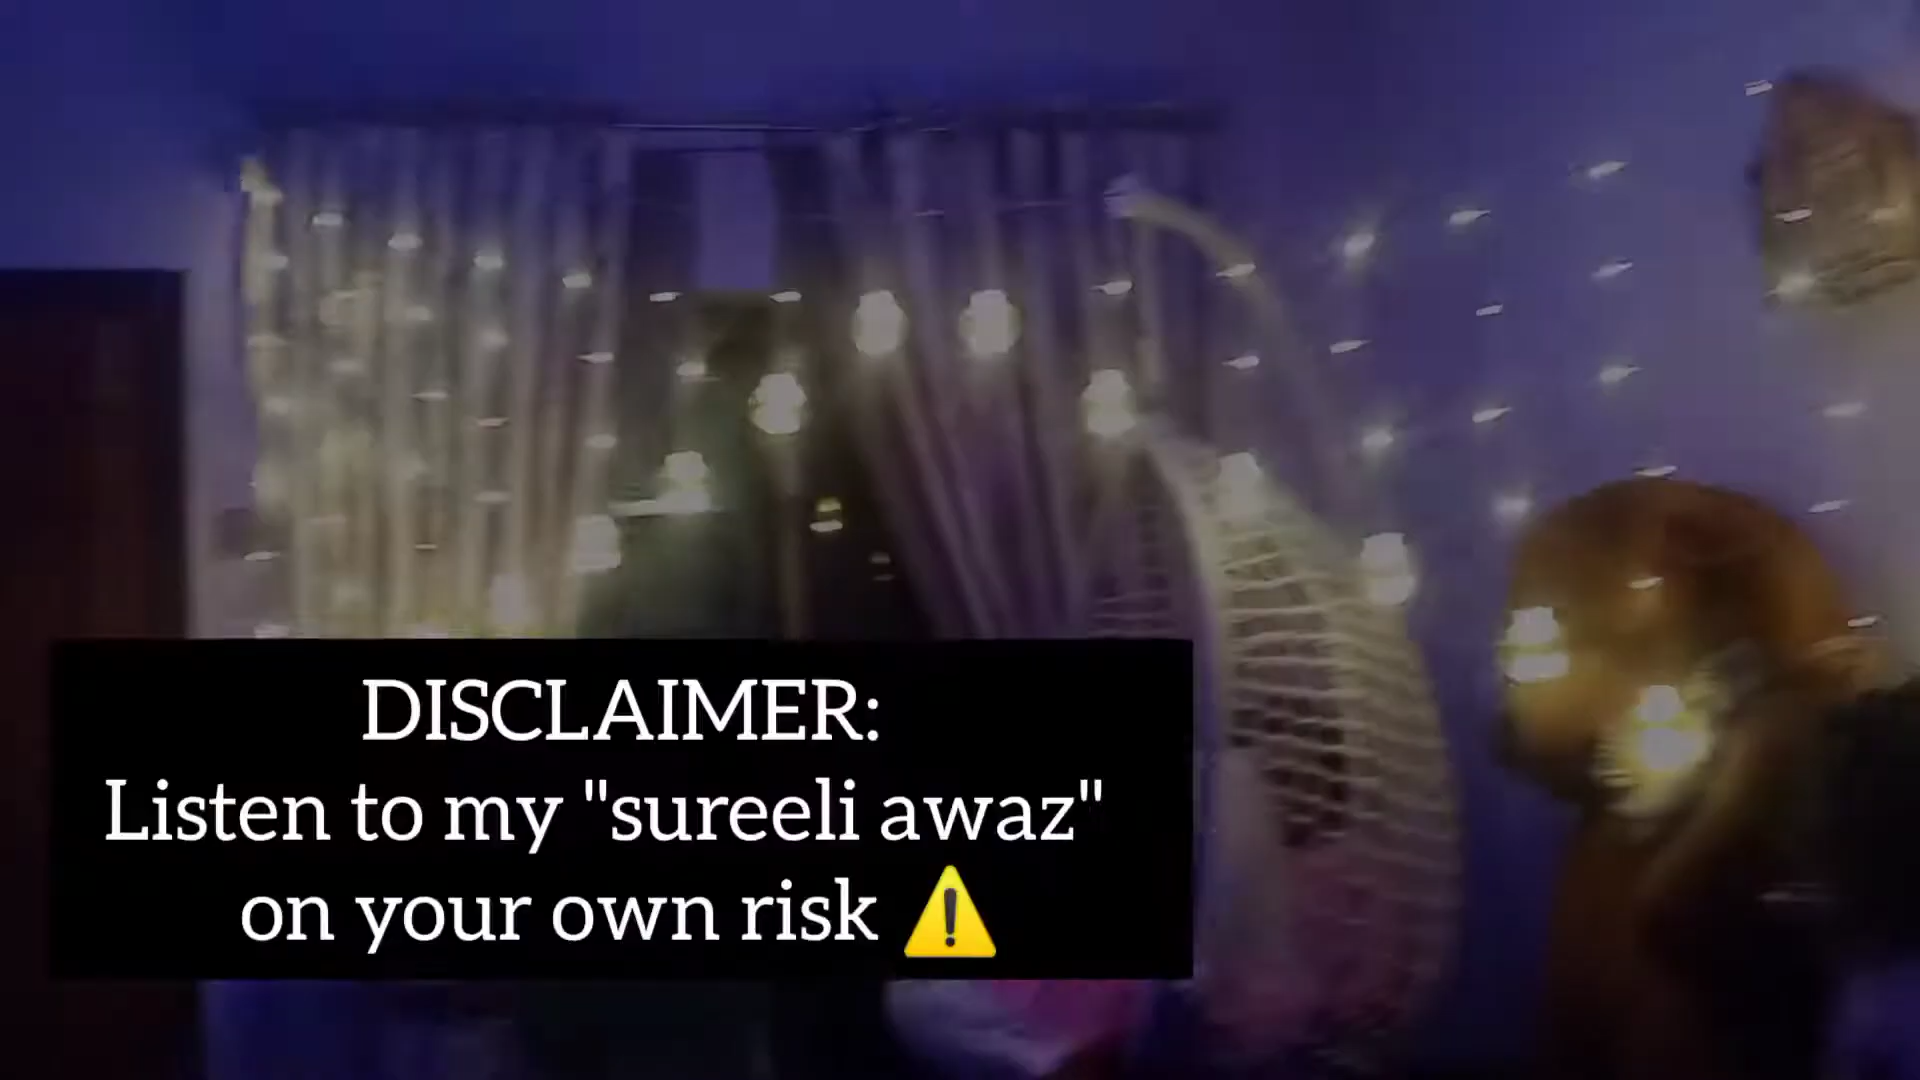 DISCLAIMER:
Listen to my "sureeli awaz"
on your own risk ⚠️